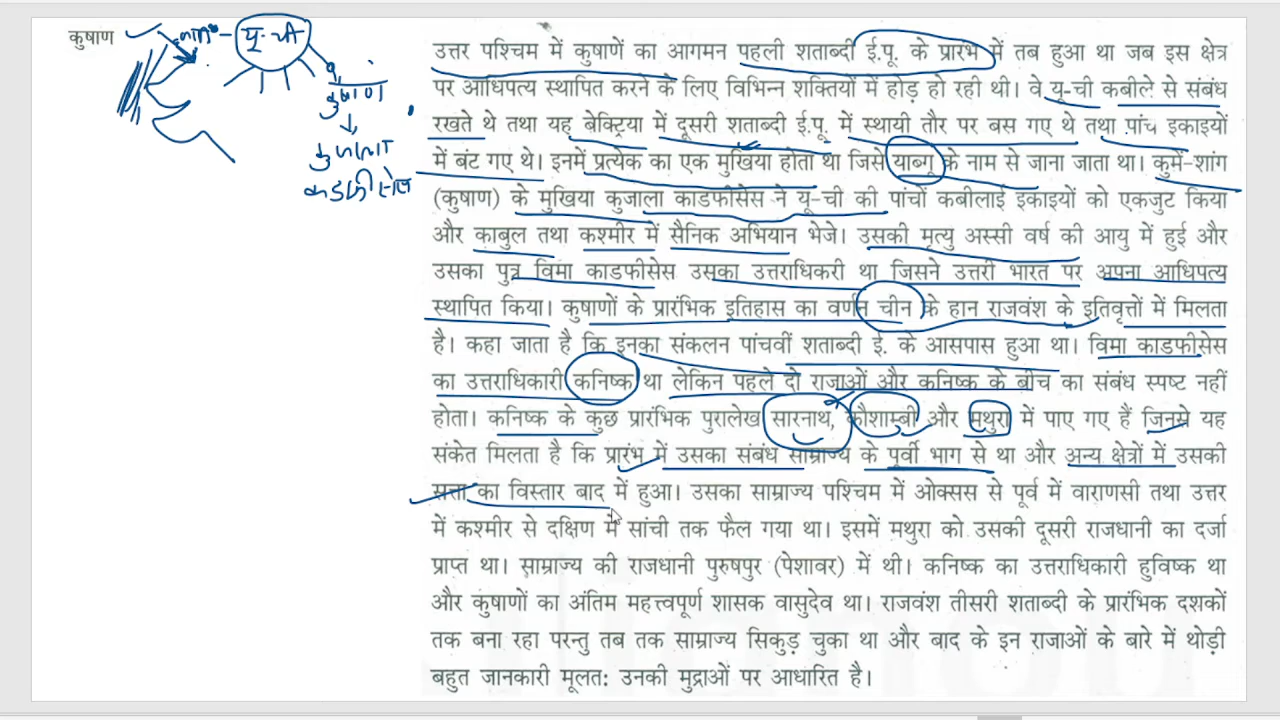 कुषाण
यू-ची
कुषाण
कुजुला
कडफीसेस
उत्तर पश्चिम में कुषाणों का आगमन पहली शताब्दी ई.पू. के प्रारंभ में तब हुआ था जब इस क्षेत्र
पर आधिपत्य स्थापित करने के लिए विभिन्न शक्तियों में होड़ हो रही थी। वे यू-ची कबीले से संबंध
रखते थे तथा यह बेक्ट्रिया में दूसरी शताब्दी ई.पू. में स्थायी तौर पर बस गए थे तथा पांच इकाइयों
में बंट गए थे। इनमें प्रत्येक का एक मुखिया होता था जिसे याब्गू के नाम से जाना जाता था। कुर्मे-शांग
(कुषाण) के मुखिया कुजाला काडफीसेस ने यू-ची की पांचों कबीलाई इकाइयों को एकजुट किया
और काबुल तथा कश्मीर में सैनिक अभियान भेजे। उसकी मृत्यु अस्सी वर्ष की आयु में हुई और
उसका पुत्र विमा काडफीसेस उसका उत्तराधिकरी था जिसने उत्तरी भारत पर अपना आधिपत्य
स्थापित किया। कुषाणों के प्रारंभिक इतिहास का वर्णन चीन के हान राजवंश के इतिवृत्तों में मिलता
है। कहा जाता है कि इनका संकलन पांचवीं शताब्दी ई. के आसपास हुआ था। विमा काडफीसेस
का उत्तराधिकारी कनिष्क था लेकिन पहले दो राजाओं और कनिष्क के बीच का संबंध स्पष्ट नहीं
होता। कनिष्क के कुछ प्रारंभिक पुरालेख सारनाथ, कौशाम्बी और मथुरा में पाए गए हैं जिनसे यह
संकेत मिलता है कि प्रारंभ में उसका संबंध साम्राज्य के पूर्वी भाग से था और अन्य क्षेत्रों में उसकी
सत्ता का विस्तार बाद में हुआ। उसका साम्राज्य पश्चिम में ओक्सस से पूर्व में वाराणसी तथा उत्तर
में कश्मीर से दक्षिण में सांची तक फैल गया था। इसमें मथुरा को उसकी दूसरी राजधानी का दर्जा
प्राप्त था। साम्राज्य की राजधानी पुरुषपुर (पेशावर) में थी। कनिष्क का उत्तराधिकारी हुविष्क था
और कुषाणों का अंतिम महत्त्वपूर्ण शासक वासुदेव था। राजवंश तीसरी शताब्दी के प्रारंभिक दशकों
तक बना रहा परन्तु तब तक साम्राज्य सिकुड़ चुका था और बाद के इन राजाओं के बारे में थोड़ी
बहुत जानकारी मूलत: उनकी मुद्राओं पर आधारित है।